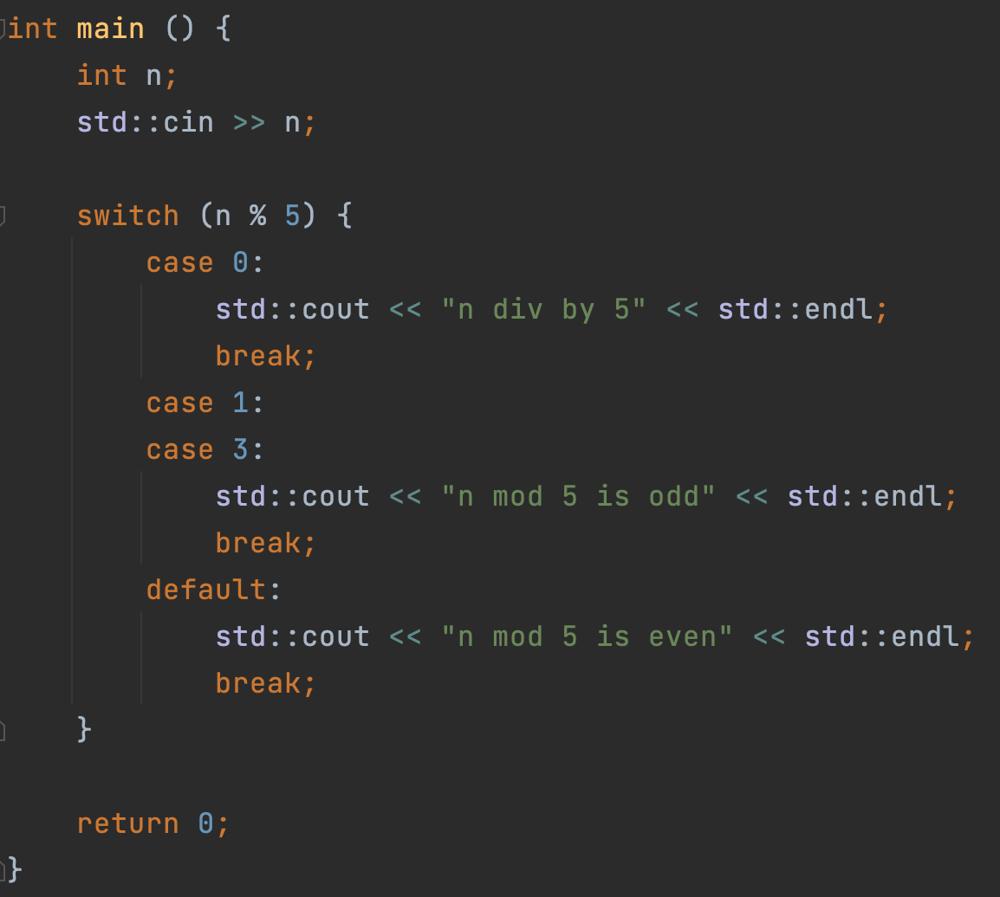 int main () {
    int n;
    std::cin >> n;

    switch (n % 5) {
        case 0:
            std::cout << "n div by 5" << std::endl;
            break;
        case 1:
        case 3:
            std::cout << "n mod 5 is odd" << std::endl;
            break;
        default:
            std::cout << "n mod 5 is even" << std::endl;
            break;
    }

    return 0;
}